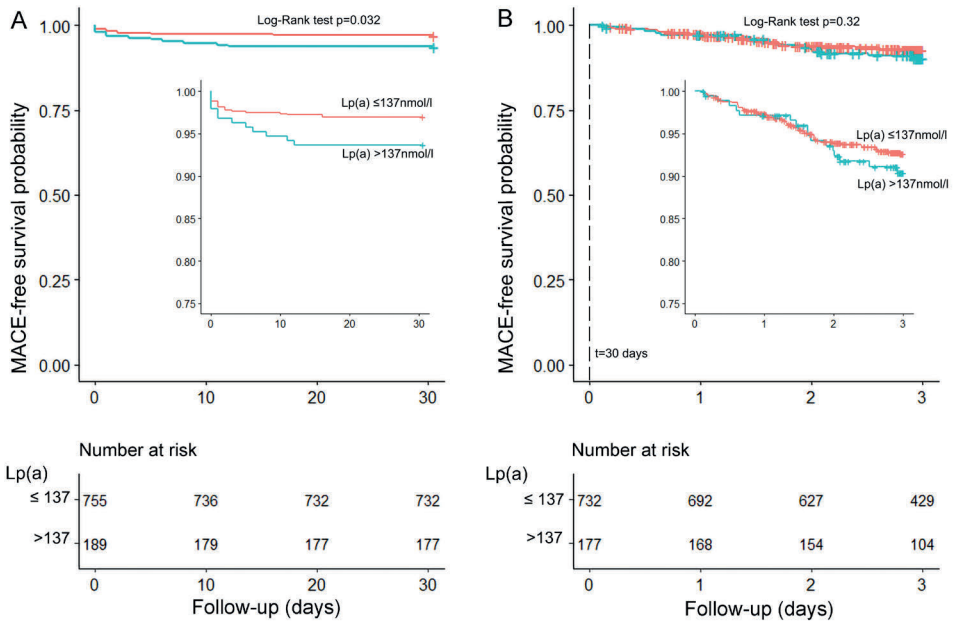 A
Log-Rank test p=0.032
MACE-free survival probability
1.00
0.75
0.50
0.25
0.00
1.00
0.95
0.90
0.85
0.80
0.75
Lp(a) ≤137nmol/l
Lp(a) >137nmol/l
0 10 20 30
0 10 20 30
Number at risk
Lp(a)
≤ 137 755 736 732 732
>137 189 179 177 177
0 10 20 30
Follow-up (days)
B
Log-Rank test p=0.32
MACE-free survival probability
1.00
0.75
0.50
0.25
0.00
1.00
0.95
0.90
0.85
0.80
0.75
Lp(a) ≤137nmol/l
Lp(a) >137nmol/l
0 1 2 3
t=30 days
0 1 2 3
Number at risk
Lp(a)
≤ 137 732 692 627 429
>137 177 168 154 104
0 1 2 3
Follow-up (days)